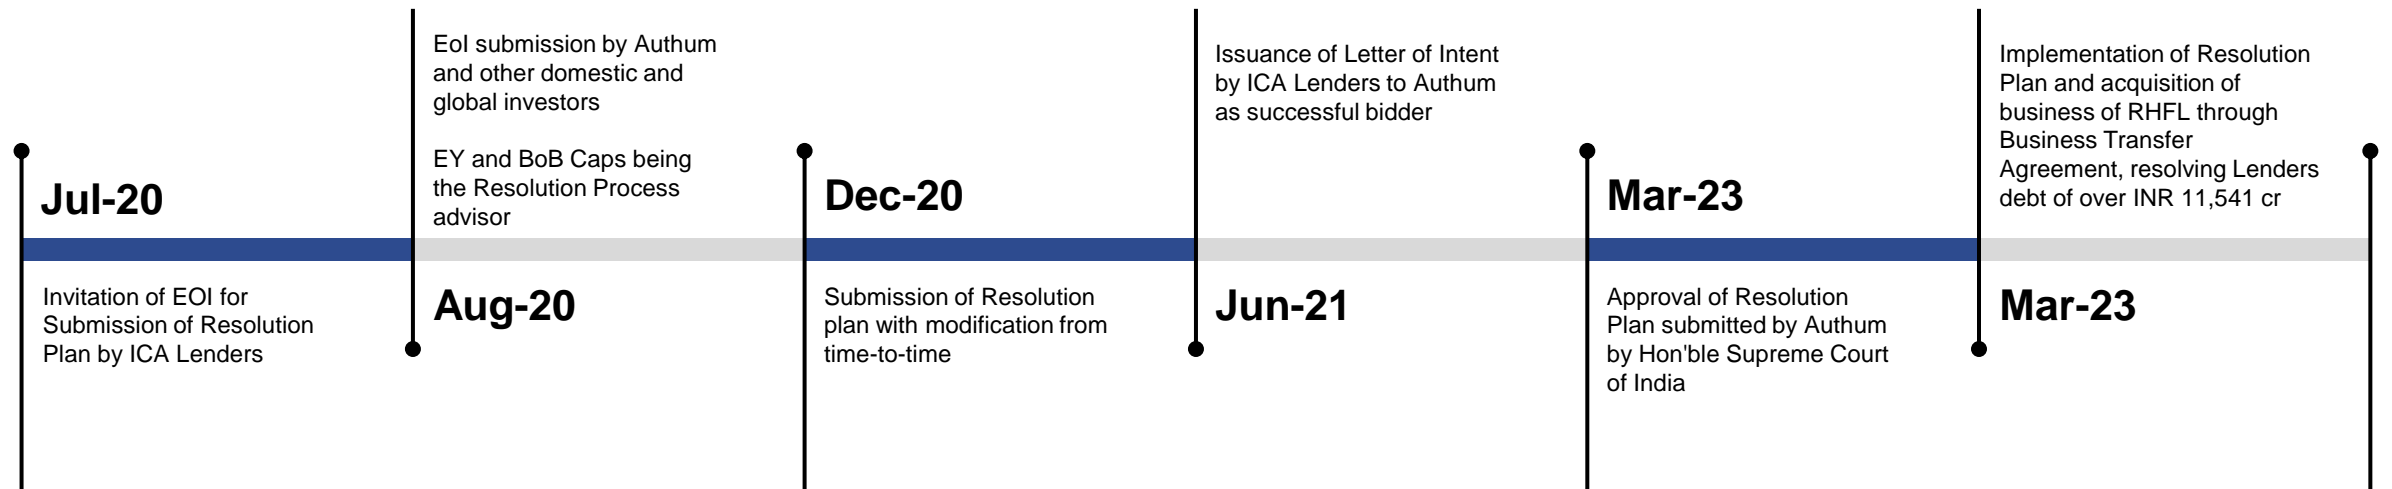 Jul-20
Invitation of EOI for
Submission of Resolution
Plan by ICA Lenders
EoI submission by Authum
and other domestic and
global investors
EY and BoB Caps being
the Resolution Process
advisor
Aug-20
Dec-20
Submission of Resolution
plan with modification from
time-to-time
Issuance of Letter of Intent
by ICA Lenders to Authum
as successful bidder
Jun-21
Mar-23
Approval of Resolution
Plan submitted by Authum
by Hon'ble Supreme Court
of India
Implementation of Resolution
Plan and acquisition of
business of RHFL through
Business Transfer
Agreement, resolving Lenders
debt of over INR 11,541 cr
Mar-23